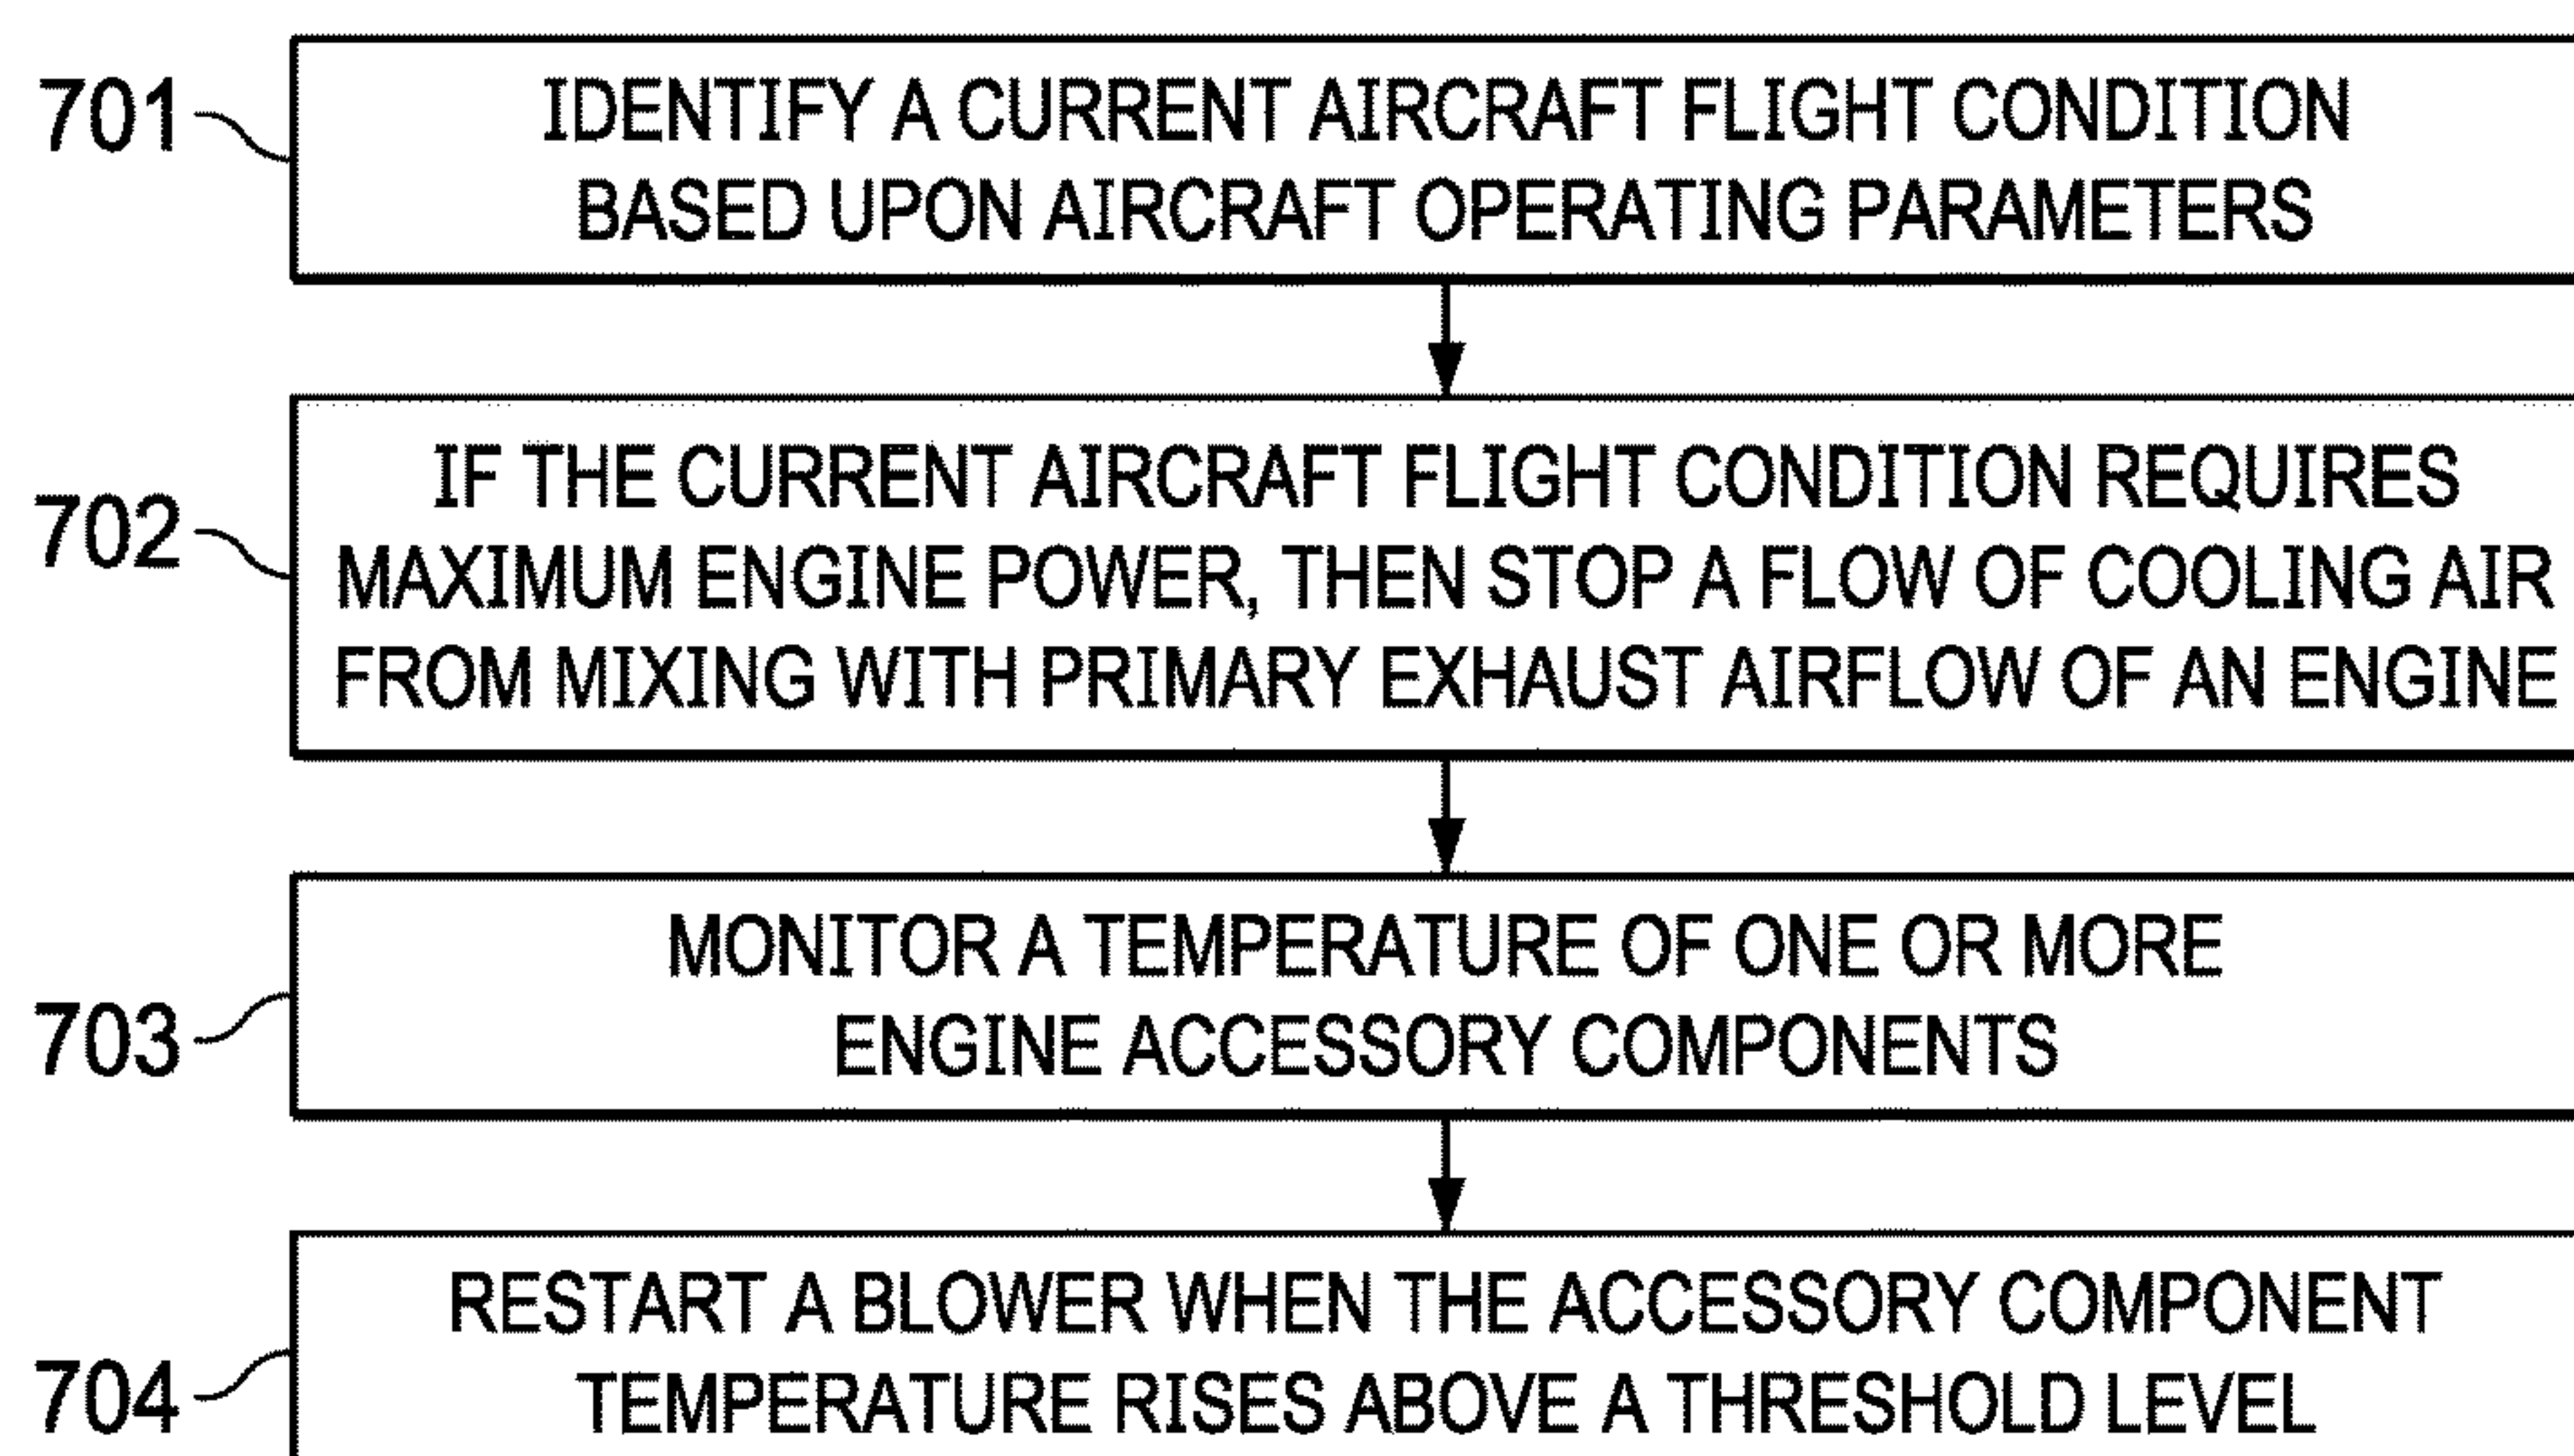 701
IDENTIFY A CURRENT AIRCRAFT FLIGHT CONDITION
BASED UPON AIRCRAFT OPERATING PARAMETERS
702
IF THE CURRENT AIRCRAFT FLIGHT CONDITION REQUIRES
MAXIMUM ENGINE POWER, THEN STOP A FLOW OF COOLING AIR
FROM MIXING WITH PRIMARY EXHAUST AIRFLOW OF AN ENGINE
703
MONITOR A TEMPERATURE OF ONE OR MORE
ENGINE ACCESSORY COMPONENTS
704
RESTART A BLOWER WHEN THE ACCESSORY COMPONENT
TEMPERATURE RISES ABOVE A THRESHOLD LEVEL